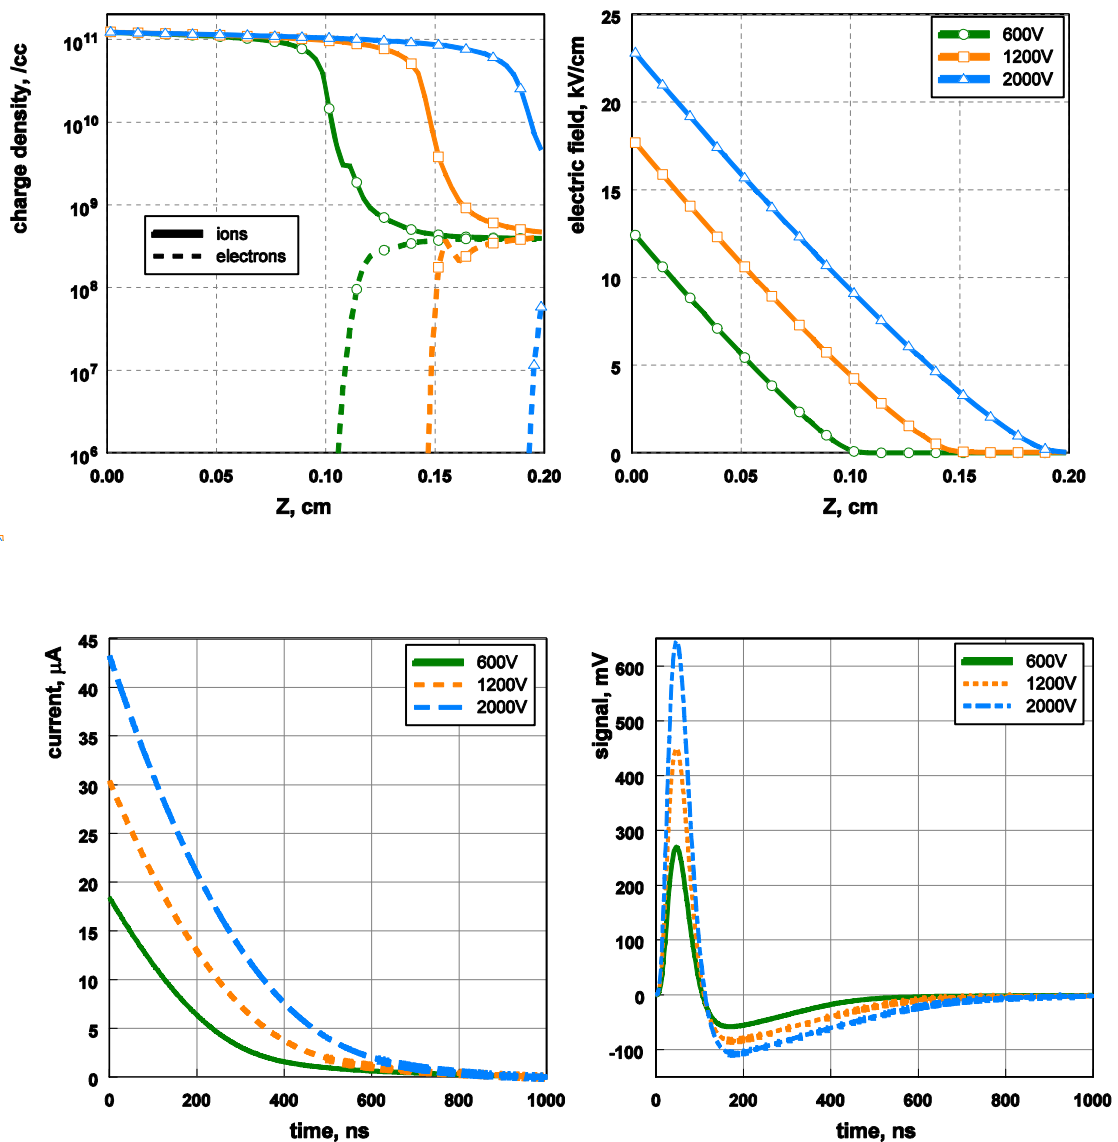 charge density, /cc
10¹¹
10¹⁰
10⁹
10⁸
10⁷
10⁶
ions
electrons
0.00
0.05
0.10
0.15
0.20
Z, cm
electric field, kV/cm
25
20
15
10
5
0
600V
1200V
2000V
0.00
0.05
0.10
0.15
0.20
Z, cm
current, μA
45
40
35
30
25
20
15
10
5
0
600V
1200V
2000V
0
200
400
600
800
1000
time, ns
signal, mV
600
500
400
300
200
100
0
-100
600V
1200V
2000V
0
200
400
600
800
1000
time, ns